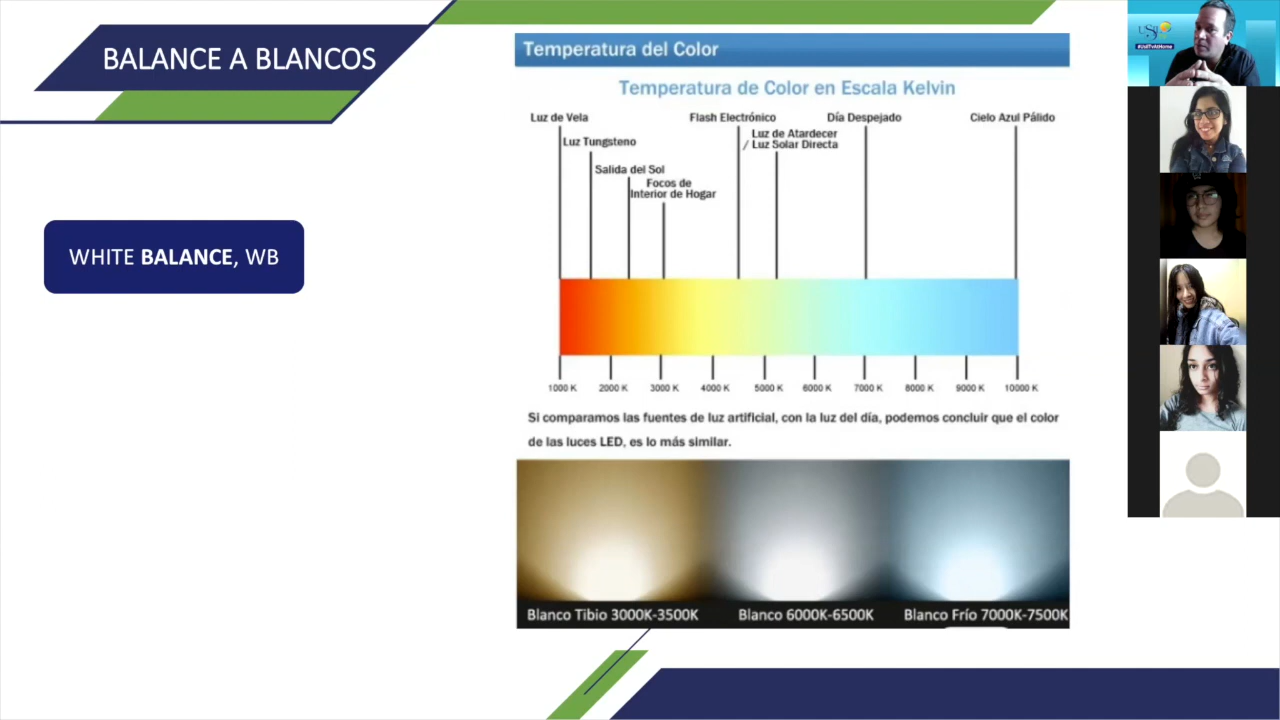 BALANCE A BLANCOS
WHITE BALANCE, WB
Temperatura del Color
Temperatura de Color en Escala Kelvin
Luz de Vela
Flash Electrónico
Día Despejado
Cielo Azul Pálido
Luz de Atardecer
/ Luz Solar Directa
Luz Tungsteno
Salida del Sol
Focos de
Interior de Hogar
1000 K 2000 K 3000 K 4000 K 5000 K 6000 K 7000 K 8000 K 9000 K 10000 K
Si comparamos las fuentes de luz artificial, con la luz del día, podemos concluir que el color
de las luces LED, es lo más similar.
Blanco Tibio 3000K-3500K
Blanco 6000K-6500K
Blanco Frío 7000K-7500K
#UsilTvAtHome